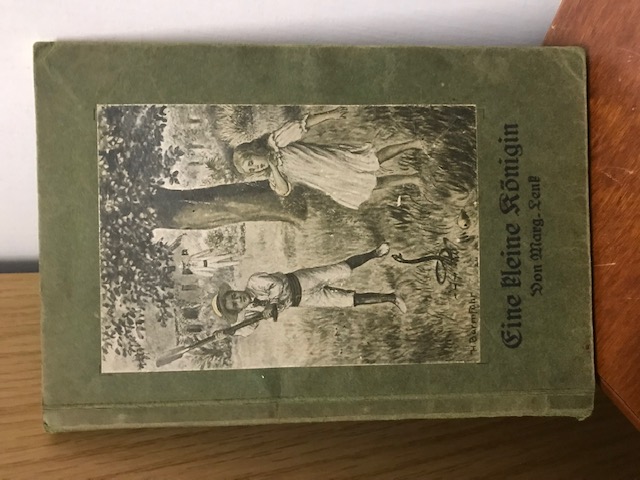 Eine kleine Königin
Von Marg. Lenk